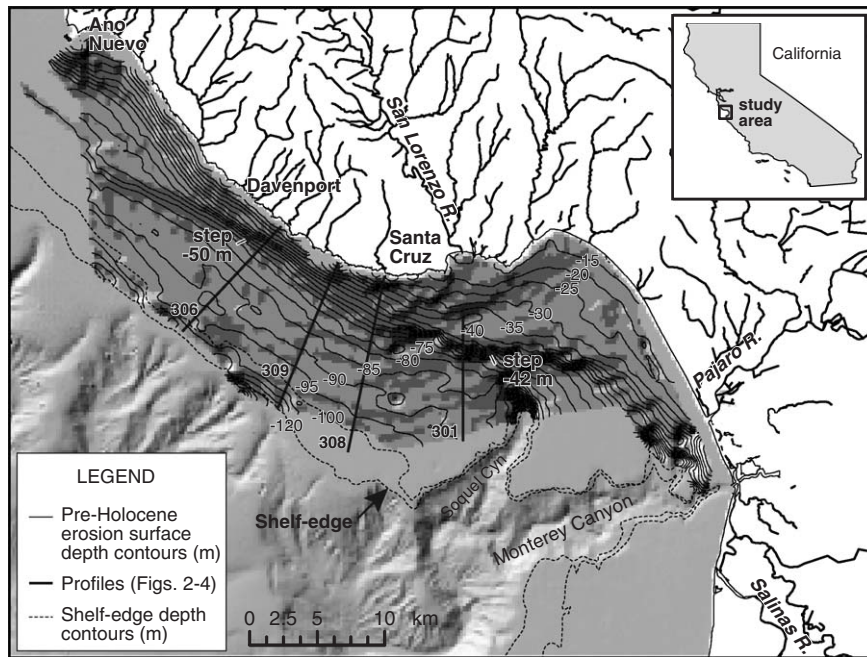 Ano
Nuevo
California
study
area
San Lorenzo R.
Davenport
step
-50 m
Santa
Cruz
-15
-20
-25
-30
-35
-40
-75
-80
-85
-90
-95
-100
-120
306
309
308
301
step
-42 m
Pajaro R.
Soquel Cyn
Shelf-edge
Monterey Canyon
Salinas R.
LEGEND
Pre-Holocene
erosion surface
depth contours (m)
Profiles (Figs. 2-4)
Shelf-edge depth
contours (m)
0 2.5 5 10 km